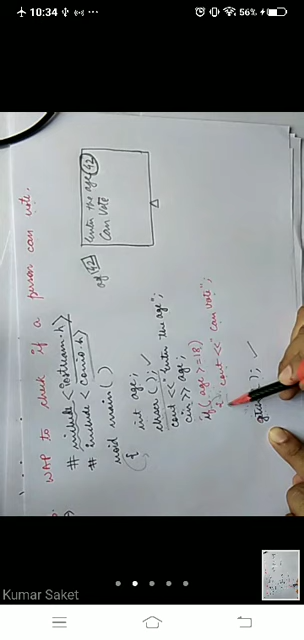 10:34
56%
WAP to check if a person can vote.
# include <iostream.h>
# include <conio.h>
void main()
{
int age;
clrscr();
cout << "enter the age";
cin >> age;
if( age >= 18)
cout << "can vote";
o/p 42
enter the age 42
Can vote
Kumar Saket